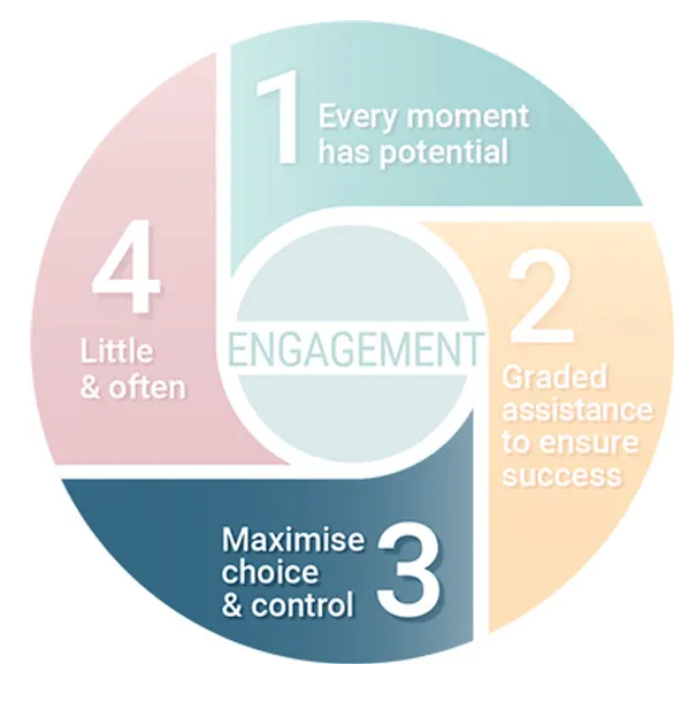 1
Every moment
has potential
2
Graded
assistance
to ensure
success
3
Maximise
choice
& control
4
Little
& often
ENGAGEMENT